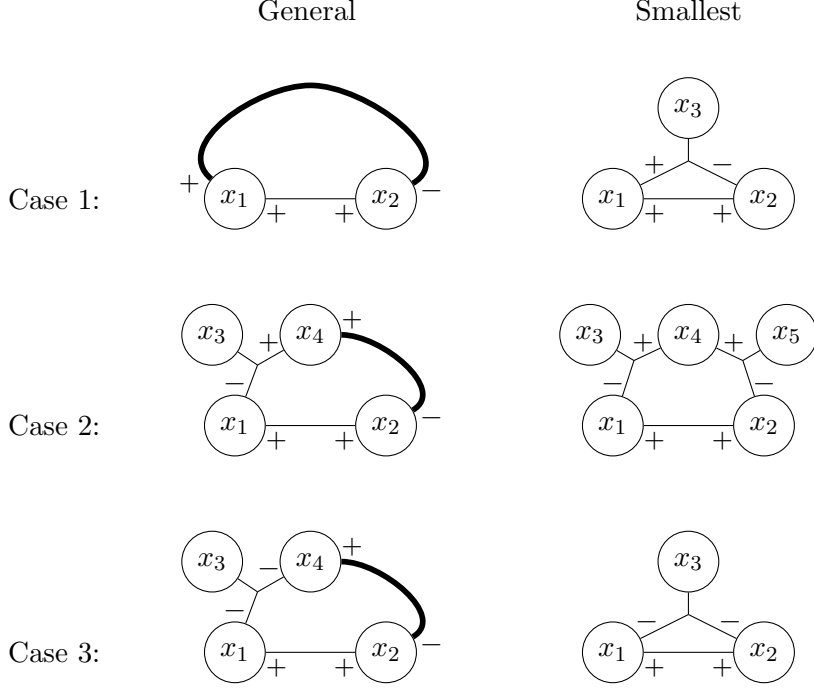 General Smallest
x₃
+ − + −
x₁ x₂ x₁ x₂
Case 1:
+ + + +
x₃ x₄ + x₃ x₄ x₅
+ + +
− − − −
x₁ x₂ x₁ x₂
Case 2:
+ + + +
x₃ x₄ + x₃
− − − − −
x₁ x₂ x₁ x₂
Case 3:
+ + + +